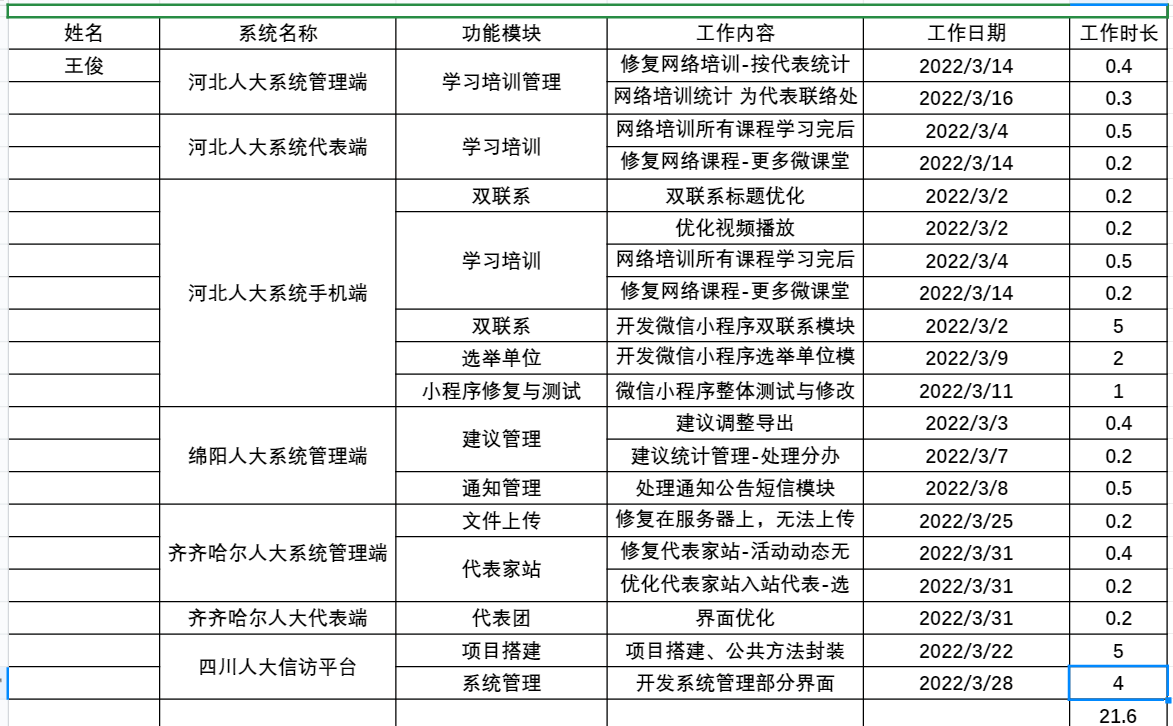 姓名 系统名称 功能模块 工作内容 工作日期 工作时长
王俊 河北人大系统管理端 学习培训管理 修复网络培训-按代表统计 2022/3/14 0.4
网络培训统计 为代表联络处 2022/3/16 0.3
河北人大系统代表端 学习培训 网络培训所有课程学习完后 2022/3/4 0.5
修复网络课程-更多微课堂 2022/3/14 0.2
河北人大系统手机端 双联系 双联系标题优化 2022/3/2 0.2
学习培训 优化视频播放 2022/3/2 0.2
网络培训所有课程学习完后 2022/3/4 0.5
修复网络课程-更多微课堂 2022/3/14 0.2
双联系 开发微信小程序双联系模块 2022/3/2 5
选举单位 开发微信小程序选举单位模 2022/3/9 2
小程序修复与测试 微信小程序整体测试与修改 2022/3/11 1
绵阳人大系统管理端 建议管理 建议调整导出 2022/3/3 0.4
建议统计管理-处理分办 2022/3/7 0.2
通知管理 处理通知公告短信模块 2022/3/8 0.5
齐齐哈尔人大系统管理端 文件上传 修复在服务器上，无法上传 2022/3/25 0.2
代表家站 修复代表家站-活动动态无 2022/3/31 0.4
优化代表家站入站代表-选 2022/3/31 0.2
齐齐哈尔人大代表端 代表团 界面优化 2022/3/31 0.2
四川人大信访平台 项目搭建 项目搭建、公共方法封装 2022/3/22 5
系统管理 开发系统管理部分界面 2022/3/28 4
21.6